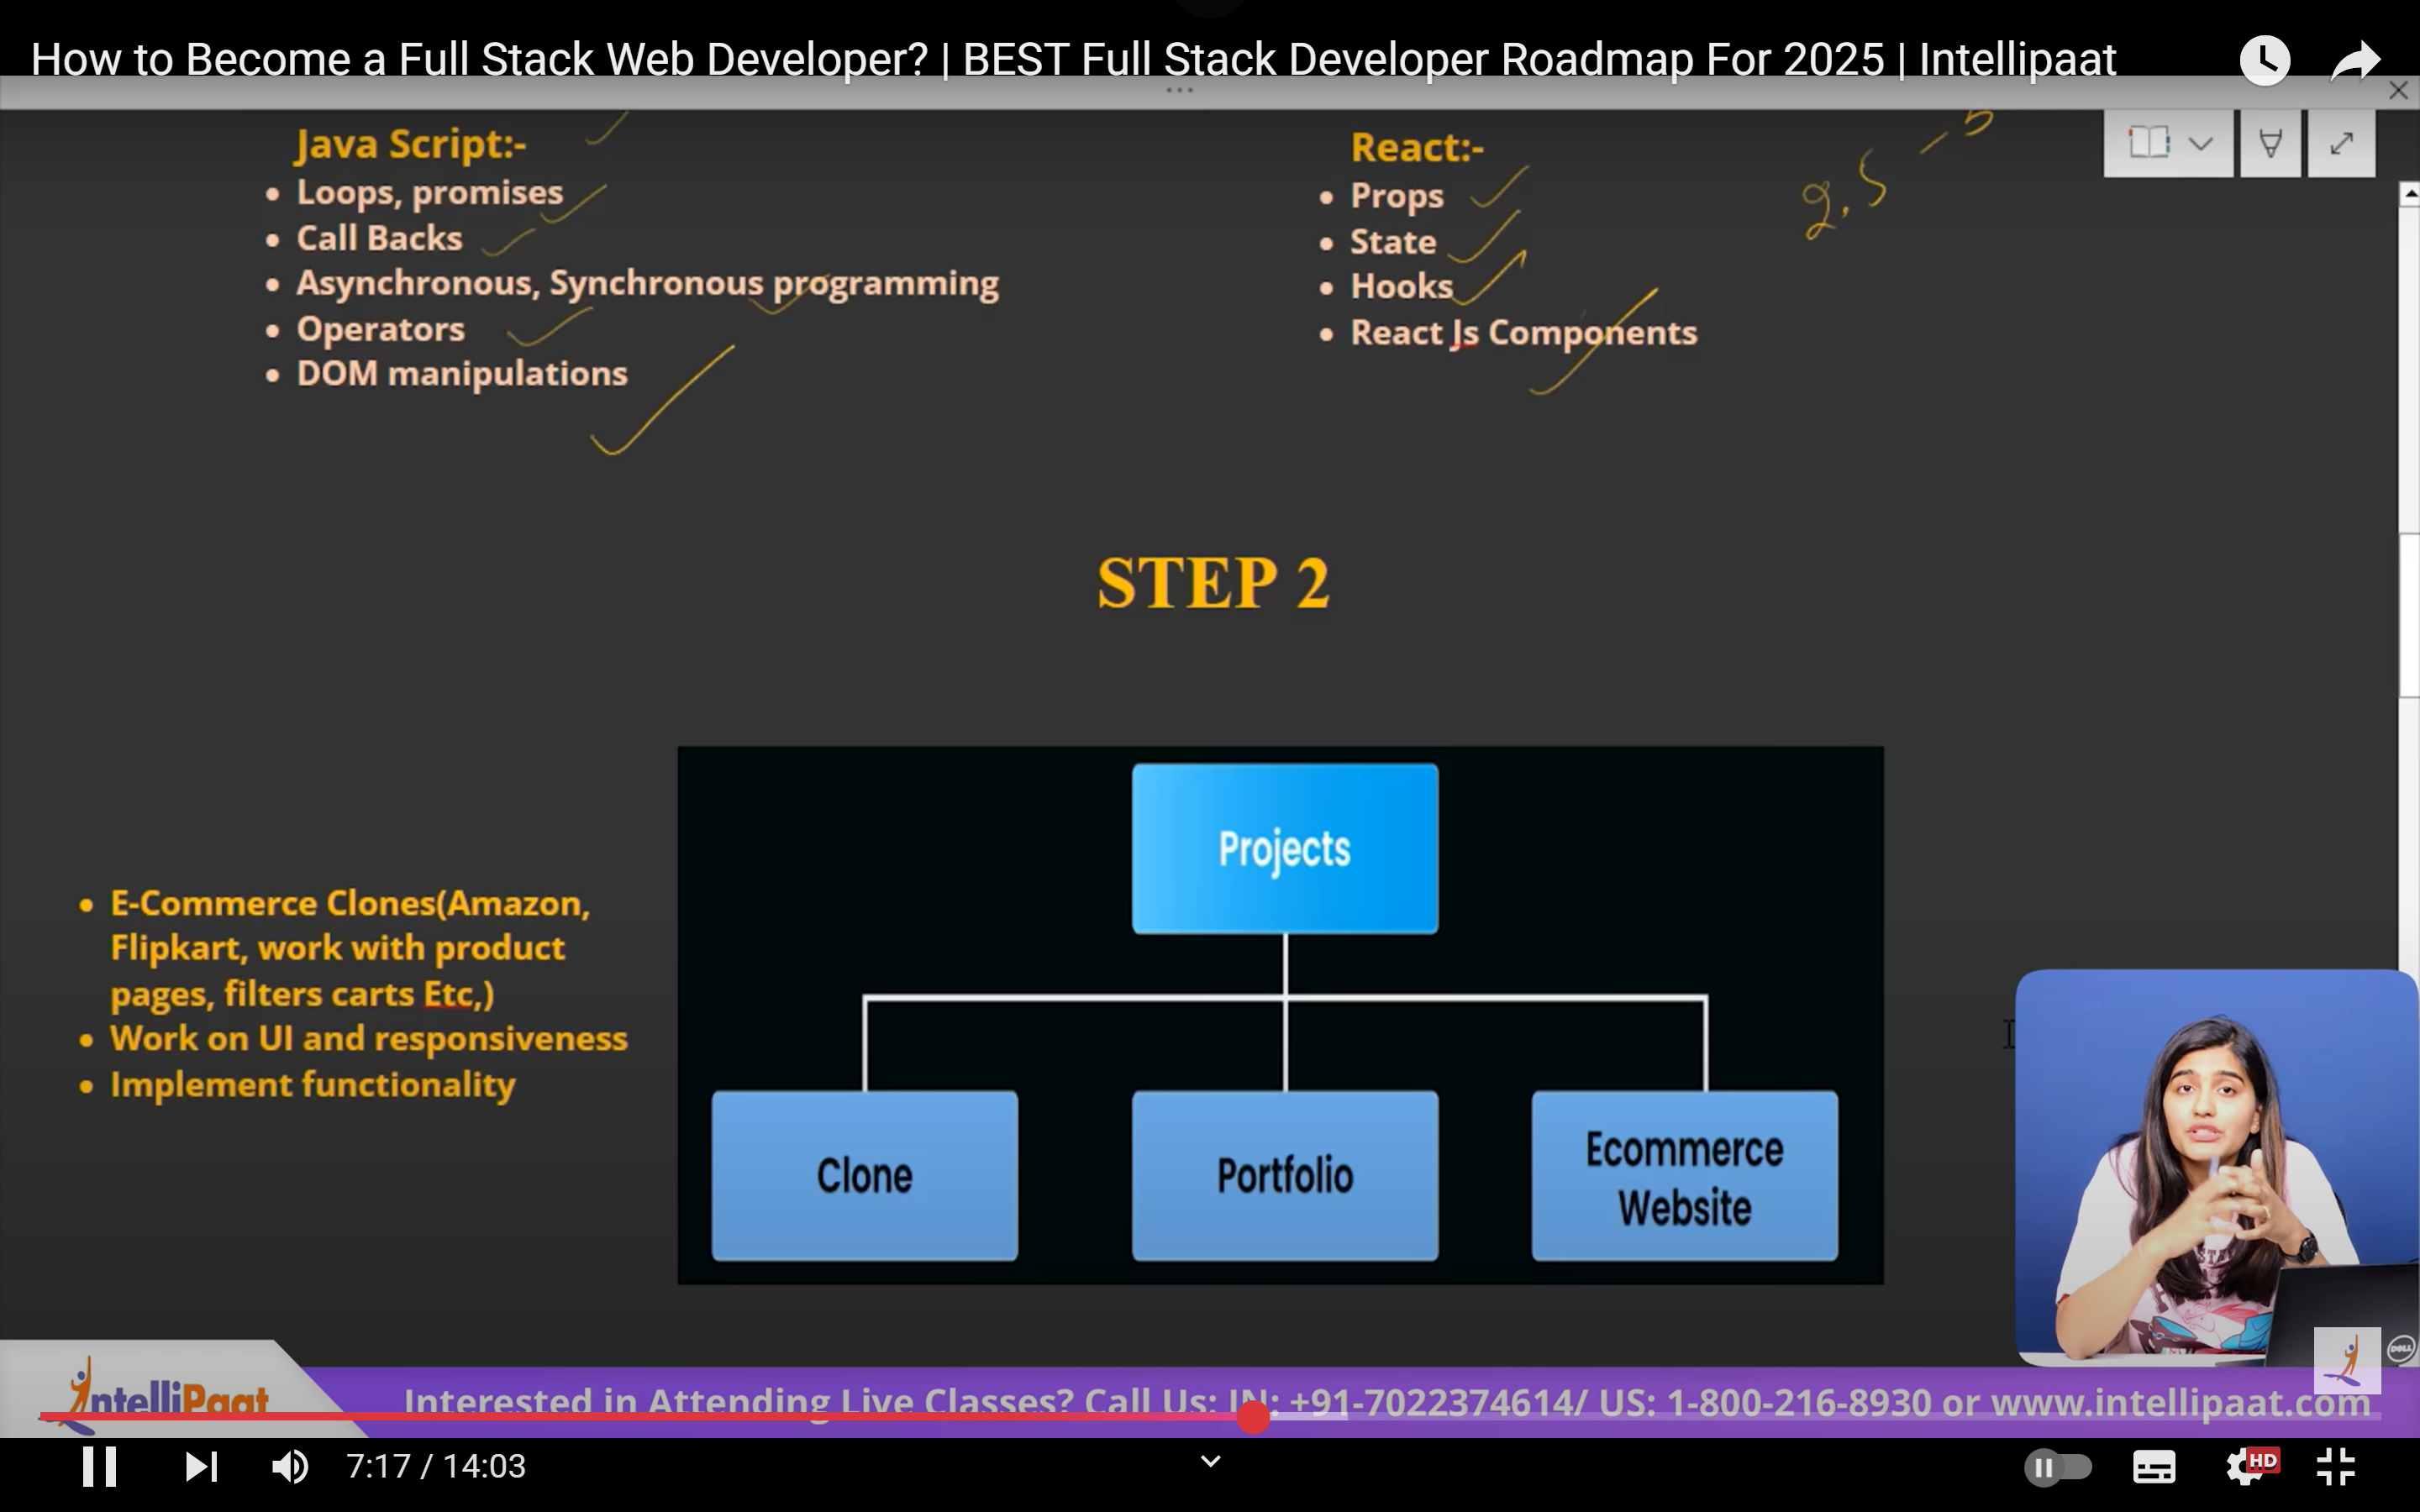 How to Become a Full Stack Web Developer? | BEST Full Stack Developer Roadmap For 2025 | Intellipaat
Java Script:-
• Loops, promises
• Call Backs
• Asynchronous, Synchronous programming
• Operators
• DOM manipulations
React:-
• Props
• State
• Hooks
• React Js Components
STEP 2
• E-Commerce Clones(Amazon,
Flipkart, work with product
pages, filters carts Etc,)
• Work on UI and responsiveness
• Implement functionality
Projects
Clone
Portfolio
Ecommerce
Website
IntelliPaat
Interested in Attending Live Classes? Call Us: IN: +91-7022374614/ US: 1-800-216-8930 or www.intellipaat.com
DELL
7:17 / 14:03
HD